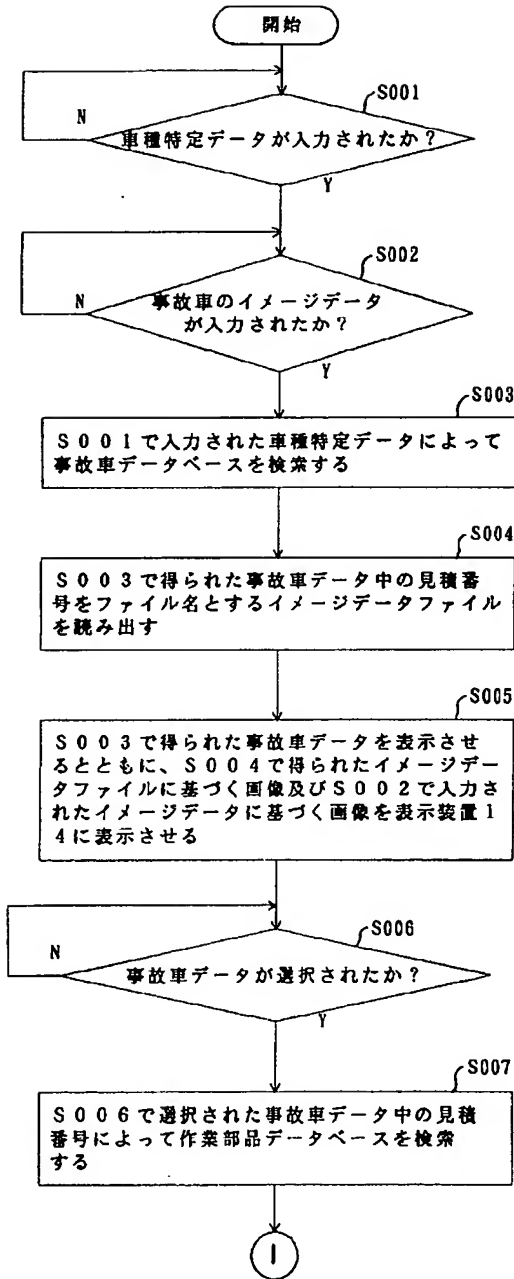 開始
S001
N
車種特定データが入力されたか？
Y
S002
N
事故車のイメージデータ
が入力されたか？
Y
S003
S001で入力された車種特定データによって
事故車データベースを検索する
S004
S003で得られた事故車データ中の見積番
号をファイル名とするイメージデータファイル
を読み出す
S005
S003で得られた事故車データを表示させ
るとともに、S004で得られたイメージデー
タファイルに基づく画像及びS002で入力さ
れたイメージデータに基づく画像を表示装置1
4に表示させる
S006
N
事故車データが選択されたか？
Y
S007
S006で選択された事故車データ中の見積
番号によって作業部品データベースを検索
する
1